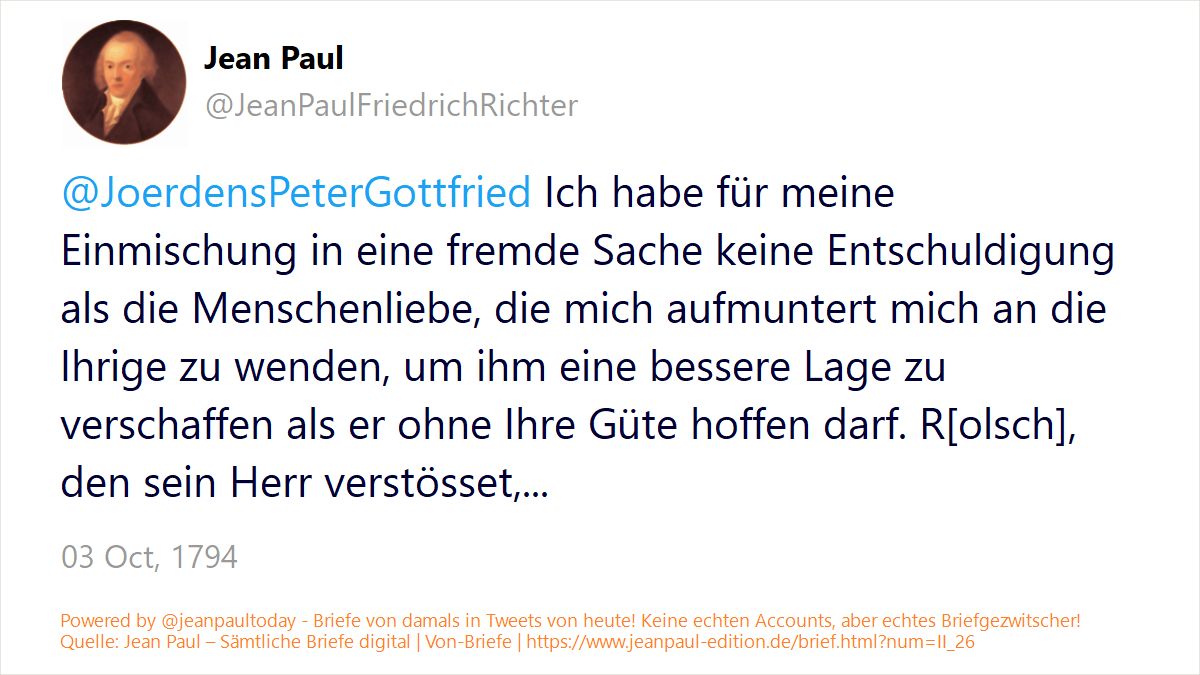 Jean Paul
@JeanPaulFriedrichRichter
@JoerdensPeterGottfried Ich habe für meine
Einmischung in eine fremde Sache keine Entschuldigung
als die Menschenliebe, die mich aufmuntert mich an die
Ihrige zu wenden, um ihm eine bessere Lage zu
verschaffen als er ohne Ihre Güte hoffen darf. R[olsch],
den sein Herr verstösset,...
03 Oct, 1794
Powered by @jeanpaultoday - Briefe von damals in Tweets von heute! Keine echten Accounts, aber echtes Briefgezwitscher!
Quelle: Jean Paul – Sämtliche Briefe digital | Von-Briefe | https://www.jeanpaul-edition.de/brief.html?num=II_26